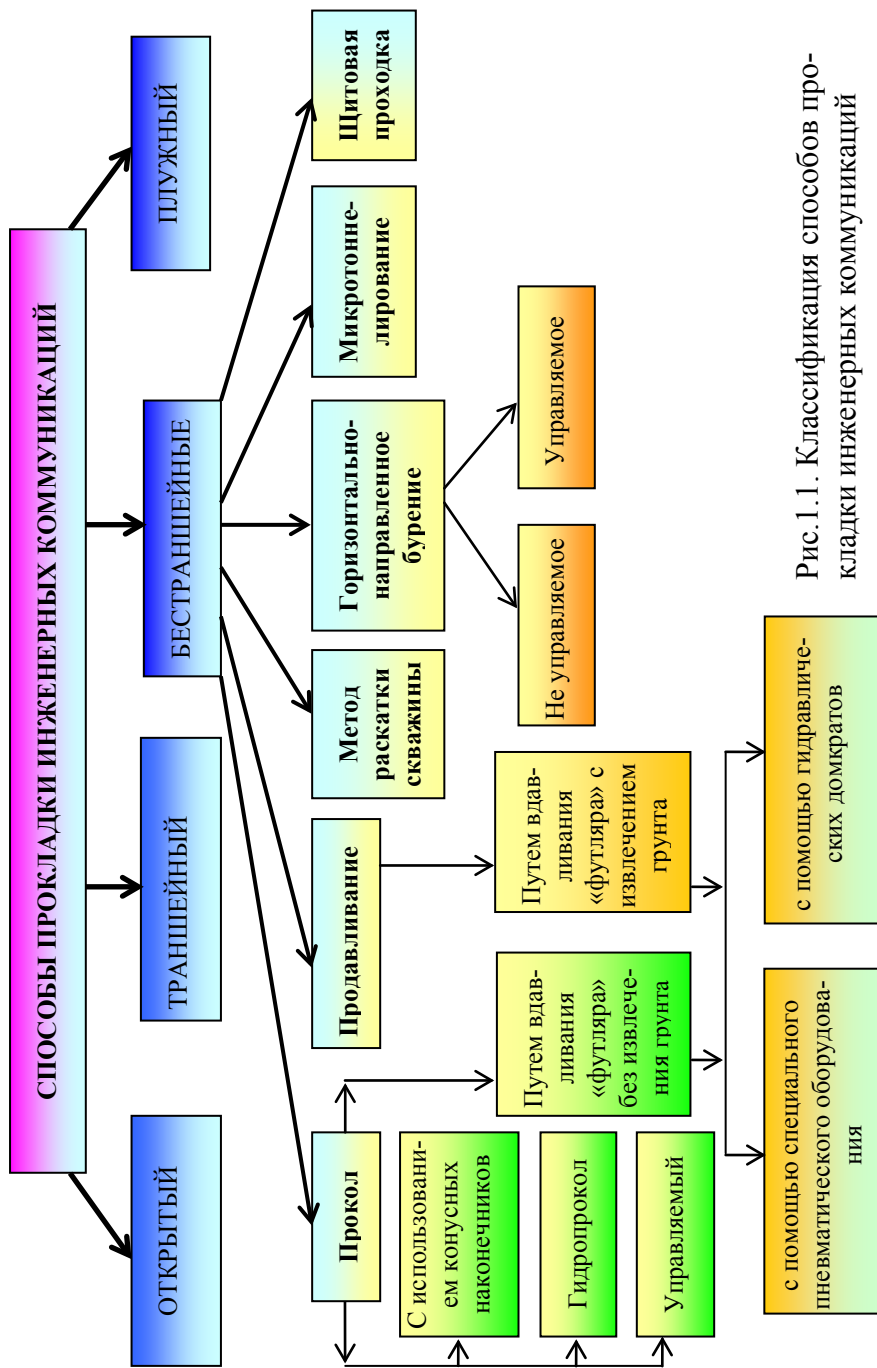 СПОСОБЫ ПРОКЛАДКИ ИНЖЕНЕРНЫХ КОММУНИКАЦИЙ
ОТКРЫТЫЙ
ТРАНШЕЙНЫЙ
БЕСТРАНШЕЙНЫЕ
ПЛУЖНЫЙ
Прокол
Продавливание
Метод
раскатки
скважины
Горизонтально-
направленное
бурение
Микротонне-
лирование
Щитовая
проходка
С использовани-
ем конусных
наконечников
Гидропрокол
Управляемый
Путем вдав-
ливания
«футляра»
без извлече-
ния грунта
Путем вдав-
ливания
«футляра» с
извлечением
грунта
Не управляемое
Управляемое
с помощью специального
пневматического оборудова-
ния
с помощью гидравличе-
ских домкратов
Рис.1.1. Классификация способов про-
кладки инженерных коммуникаций